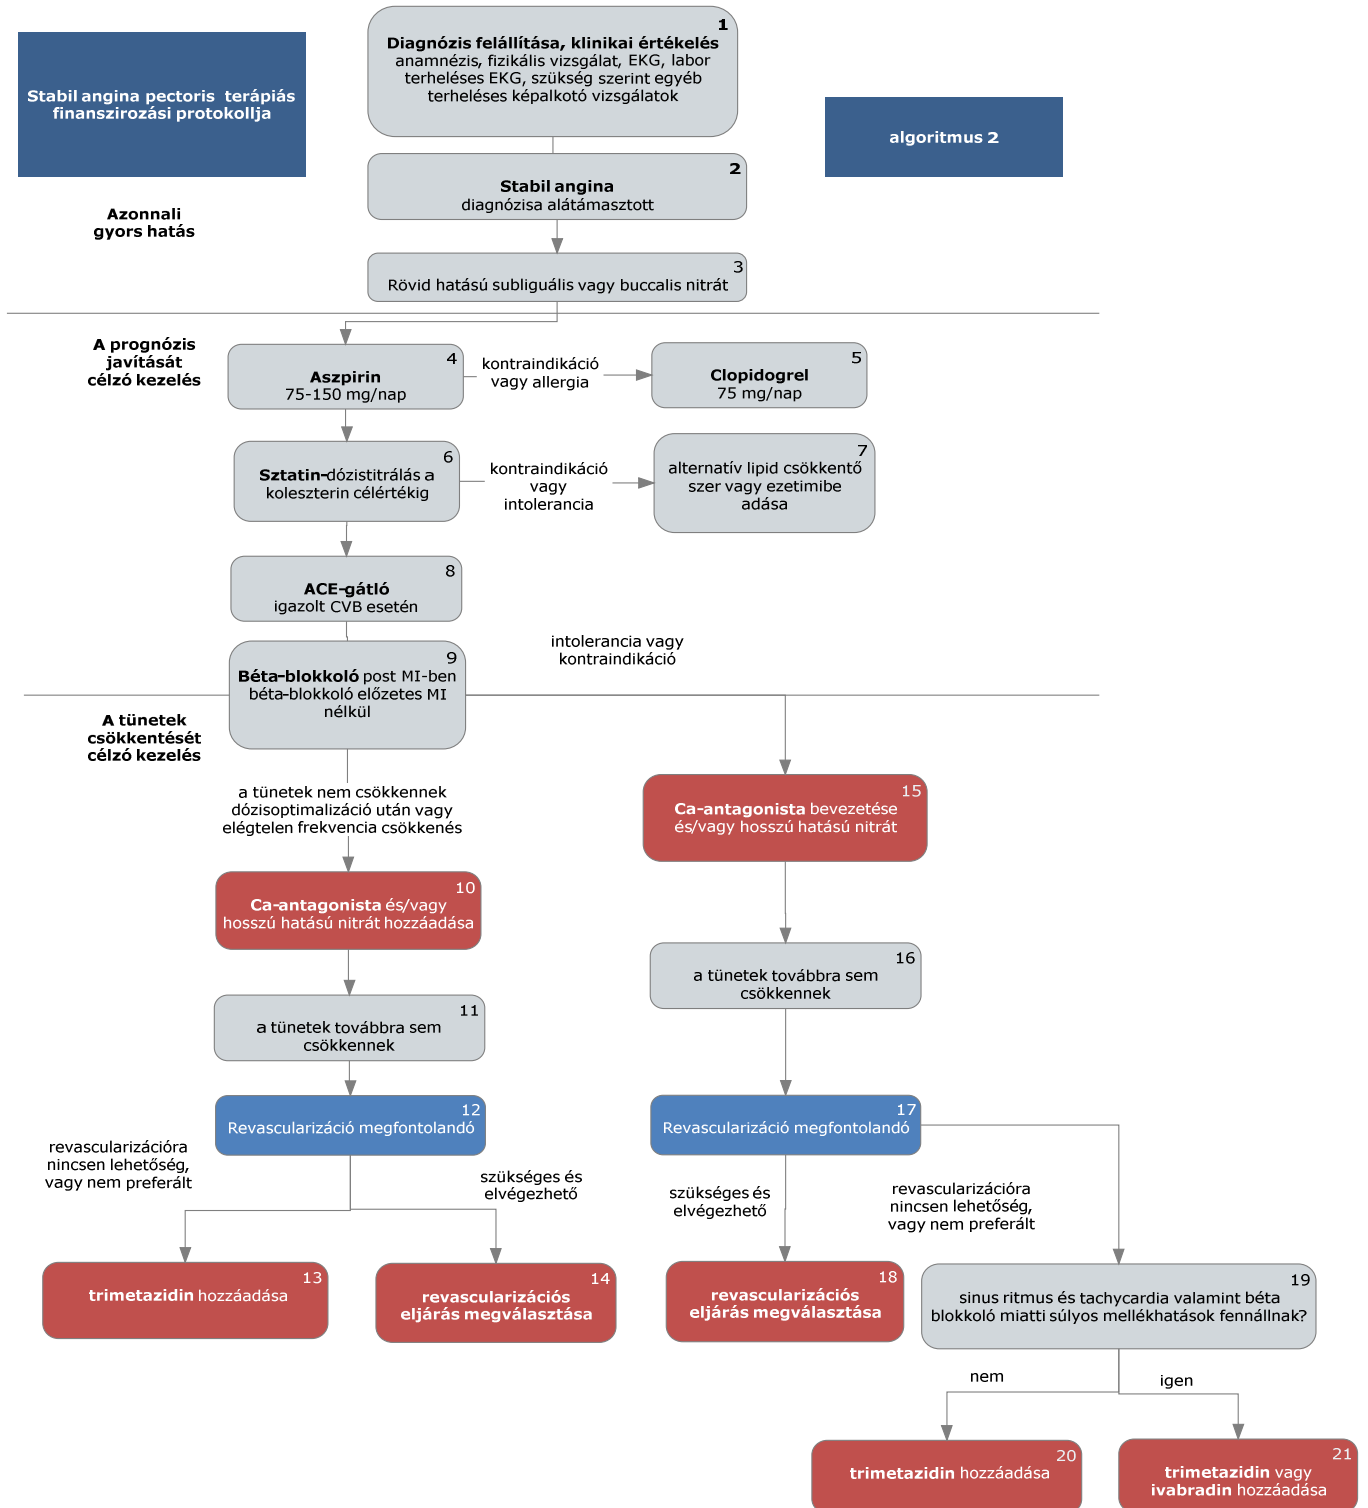 1
Diagnózis felállítása, klinikai értékelés
anamnézis, fizikális vizsgálat, EKG, labor
terheléses EKG, szükség szerint egyéb
terheléses képalkotó vizsgálatok
Stabil angina pectoris terápiás
finanszírozási protokollja
algoritmus 2
2
Stabil angina
diagnózisa alátámasztott
Azonnali
gyors hatás
3
Rövid hatású subliguális vagy buccalis nitrát
A prognózis
javítását
célzó kezelés
4
Aszpirin
75-150 mg/nap
kontraindikáció
vagy allergia
5
Clopidogrel
75 mg/nap
6
Sztatin-dózistitrálás a
koleszterin célértékig
kontraindikáció
vagy
intolerancia
7
alternatív lipid csökkentő
szer vagy ezetimibe
adása
8
ACE-gátló
igazolt CVB esetén
intolerancia vagy
kontraindikáció
9
Béta-blokkoló post MI-ben
béta-blokkoló előzetes MI
nélkül
A tünetek
csökkentését
célzó kezelés
a tünetek nem csökkennek
dózisoptimalizáció után vagy
elégtelen frekvencia csökkenés
15
Ca-antagonista bevezetése
és/vagy hosszú hatású nitrát
10
Ca-antagonista és/vagy
hosszú hatású nitrát hozzáadása
16
a tünetek továbbra sem
csökkennek
11
a tünetek továbbra sem
csökkennek
12
Revascularizáció megfontolandó
17
Revascularizáció megfontolandó
revascularizációra
nincsen lehetőség,
vagy nem preferált
szükséges és
elvégezhető
szükséges és
elvégezhető
revascularizációra
nincsen lehetőség,
vagy nem preferált
13
trimetazidin hozzáadása
14
revascularizációs
eljárás megválasztása
18
revascularizációs
eljárás megválasztása
19
sinus ritmus és tachycardia valamint béta
blokkoló miatti súlyos mellékhatások fennállnak?
nem
igen
20
trimetazidin hozzáadása
21
trimetazidin vagy
ivabradin hozzáadása